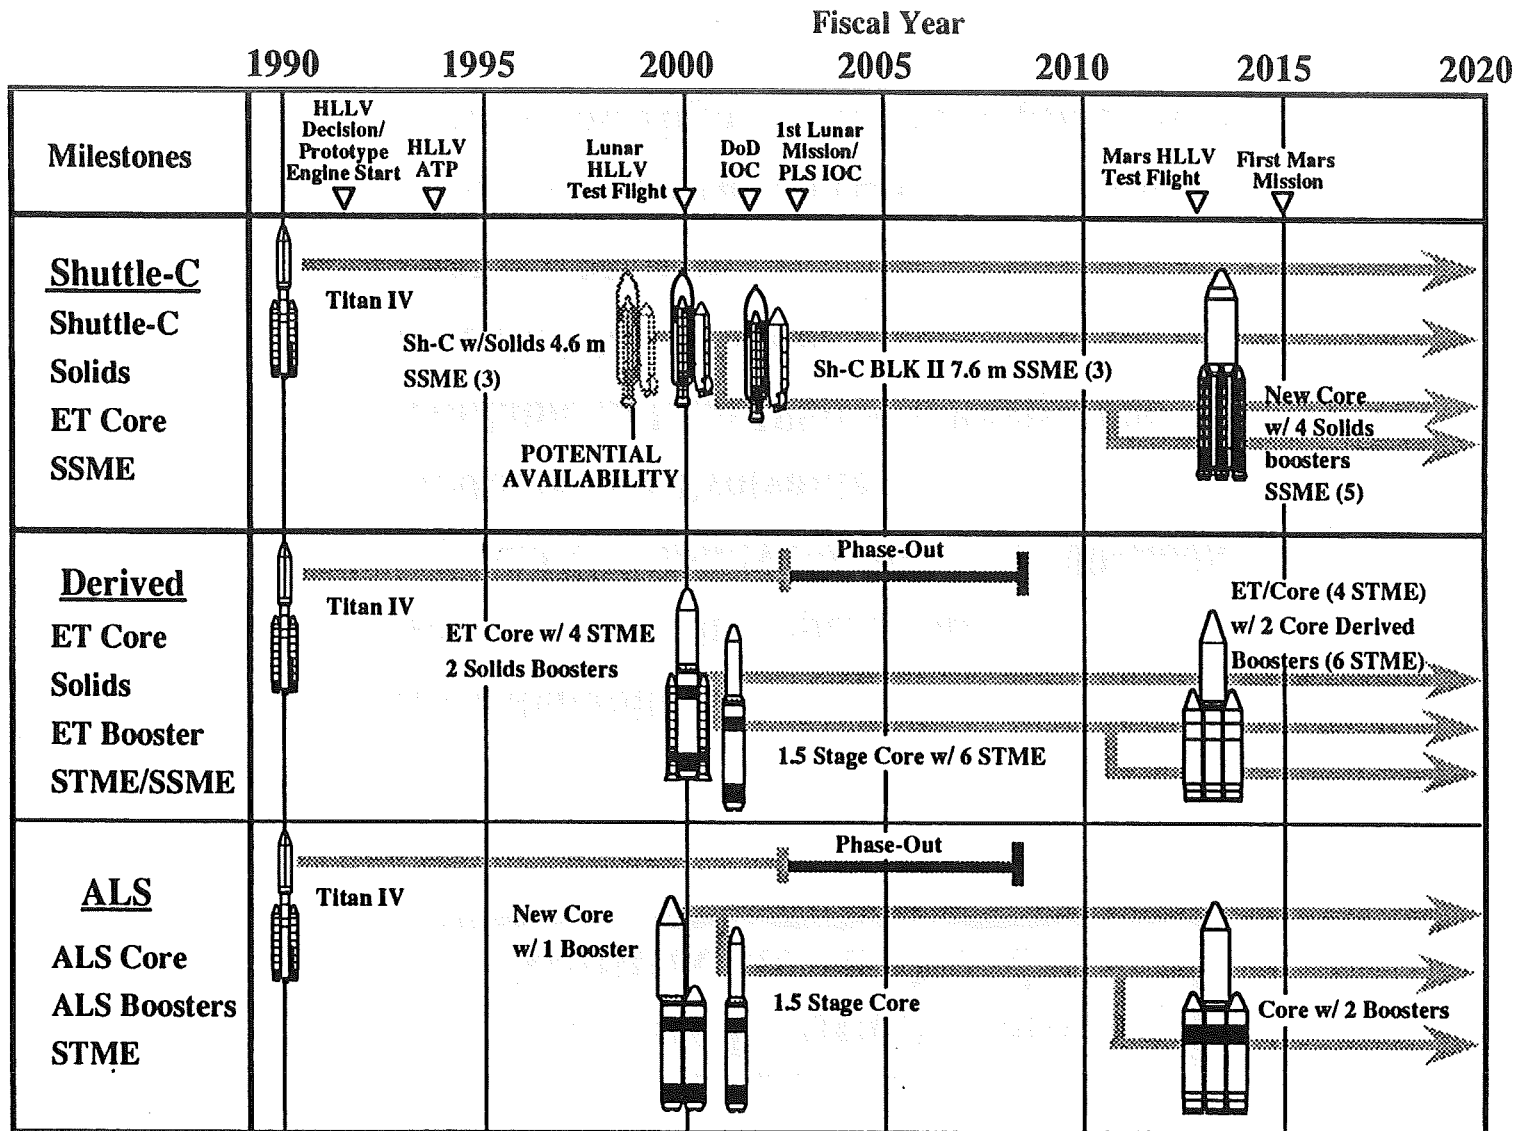 Fiscal Year
1990 1995 2000 2005 2010 2015 2020
Milestones
HLLV
Decision/
Prototype
Engine Start
HLLV
ATP
Lunar
HLLV
Test Flight
DoD
IOC
1st Lunar
Mission/
PLS IOC
Mars HLLV
Test Flight
First Mars
Mission
Shuttle-C
Shuttle-C
Solids
ET Core
SSME
Titan IV
Sh-C w/Solids 4.6 m
SSME (3)
POTENTIAL
AVAILABILITY
Sh-C BLK II 7.6 m SSME (3)
New Core
w/ 4 Solids
boosters
SSME (5)
Derived
ET Core
Solids
ET Booster
STME/SSME
Titan IV
Phase-Out
ET Core w/ 4 STME
2 Solids Boosters
1.5 Stage Core w/ 6 STME
ET/Core (4 STME)
w/ 2 Core Derived
Boosters (6 STME)
ALS
ALS Core
ALS Boosters
STME
Titan IV
Phase-Out
New Core
w/ 1 Booster
1.5 Stage Core
Core w/ 2 Boosters